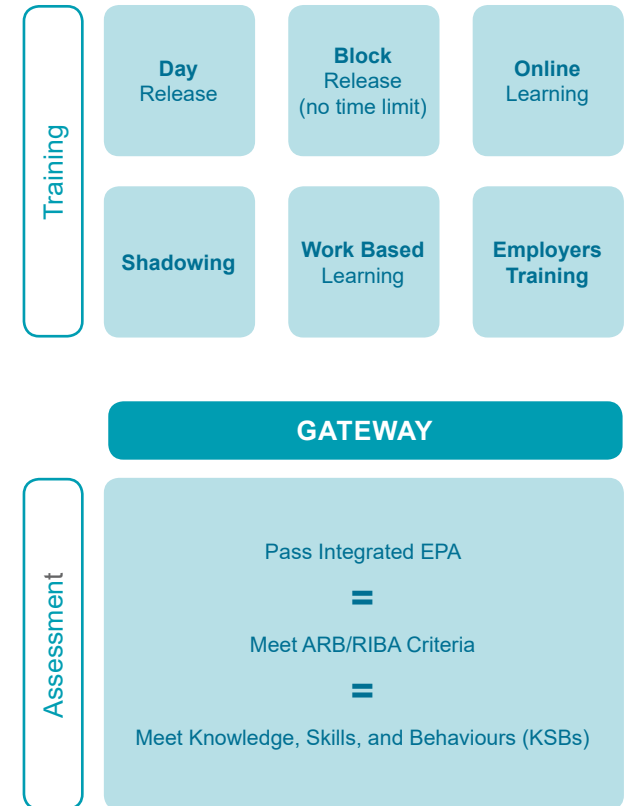 Training
Day
Release
Block
Release
(no time limit)
Online
Learning
Shadowing
Work Based
Learning
Employers
Training
GATEWAY
Assessment
Pass Integrated EPA
=
Meet ARB/RIBA Criteria
=
Meet Knowledge, Skills, and Behaviours (KSBs)